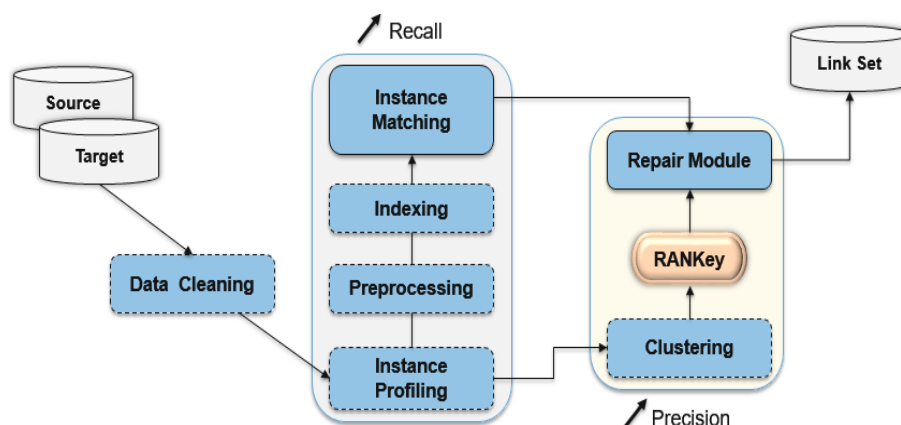 Recall
Link Set
Source
Target
Instance
Matching
Repair Module
Indexing
RANKey
Data Cleaning
Preprocessing
Clustering
Instance
Profiling
Precision